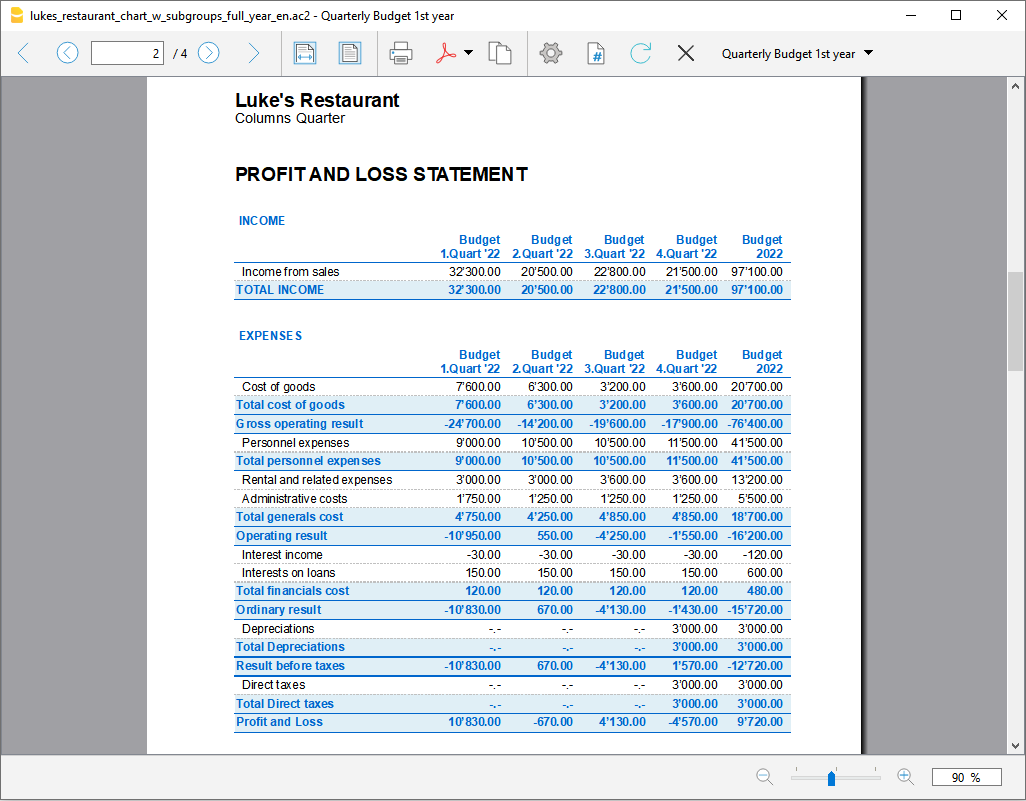 lukes_restaurant_chart_w_subgroups_full_year_en.ac2 - Quarterly Budget 1st year
2 / 4 Quarterly Budget 1st year
Luke's Restaurant
Columns Quarter
PROFIT AND LOSS STATEMENT
INCOME
Budget Budget Budget Budget Budget
1.Quart '22 2.Quart '22 3.Quart '22 4.Quart '22 2022
Income from sales 32'300.00 20'500.00 22'800.00 21'500.00 97'100.00
TOTAL INCOME 32'300.00 20'500.00 22'800.00 21'500.00 97'100.00
EXPENSES
Budget Budget Budget Budget Budget
1.Quart '22 2.Quart '22 3.Quart '22 4.Quart '22 2022
Cost of goods 7'600.00 6'300.00 3'200.00 3'600.00 20'700.00
Total cost of goods 7'600.00 6'300.00 3'200.00 3'600.00 20'700.00
Gross operating result -24'700.00 -14'200.00 -19'600.00 -17'900.00 -76'400.00
Personnel expenses 9'000.00 10'500.00 10'500.00 11'500.00 41'500.00
Total personnel expenses 9'000.00 10'500.00 10'500.00 11'500.00 41'500.00
Rental and related expenses 3'000.00 3'000.00 3'600.00 3'600.00 13'200.00
Administrative costs 1'750.00 1'250.00 1'250.00 1'250.00 5'500.00
Total generals cost 4'750.00 4'250.00 4'850.00 4'850.00 18'700.00
Operating result -10'950.00 550.00 -4'250.00 -1'550.00 -16'200.00
Interest income -30.00 -30.00 -30.00 -30.00 -120.00
Interests on loans 150.00 150.00 150.00 150.00 600.00
Total financials cost 120.00 120.00 120.00 120.00 480.00
Ordinary result -10'830.00 670.00 -4'130.00 -1'430.00 -15'720.00
Depreciations -.- -.- -.- 3'000.00 3'000.00
Total Depreciations -.- -.- -.- 3'000.00 3'000.00
Result before taxes -10'830.00 670.00 -4'130.00 1'570.00 -12'720.00
Direct taxes -.- -.- -.- 3'000.00 3'000.00
Total Direct taxes -.- -.- -.- 3'000.00 3'000.00
Profit and Loss 10'830.00 -670.00 4'130.00 -4'570.00 9'720.00
90 %